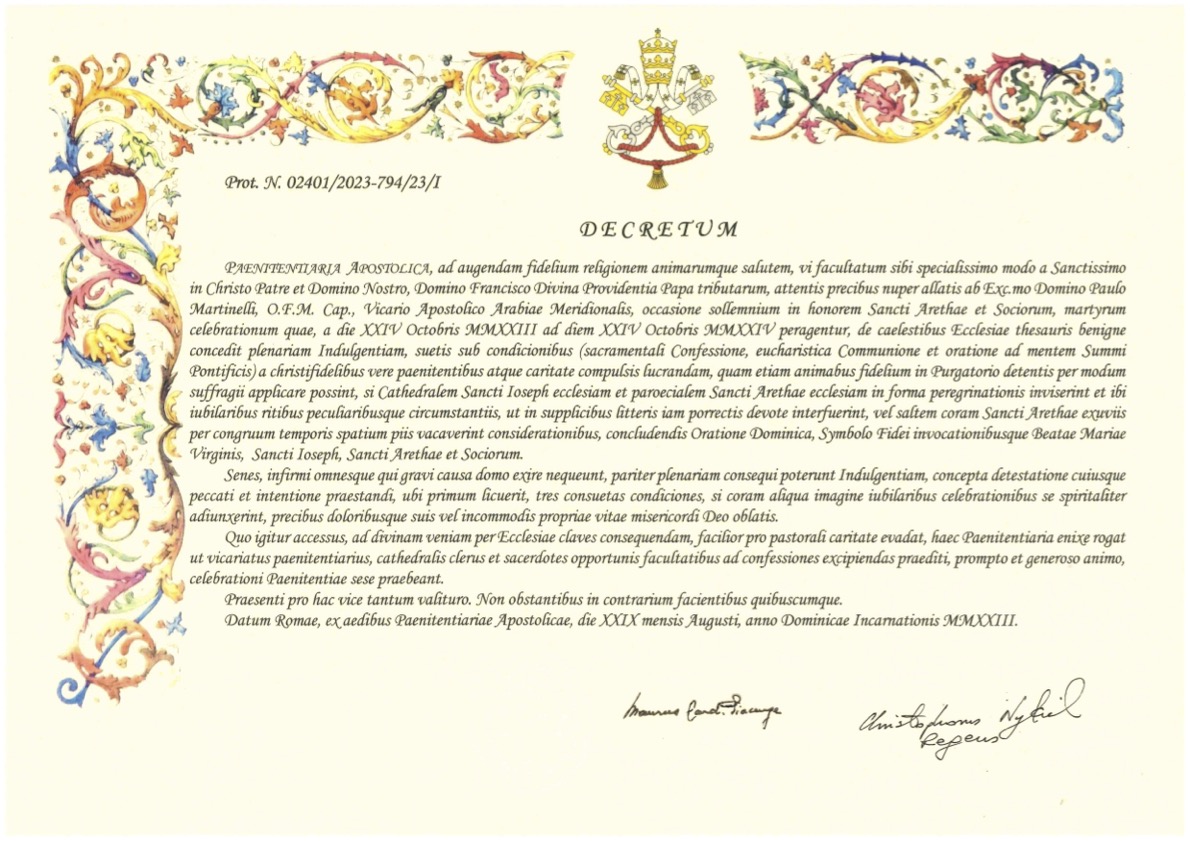 Prot. N. 02401/2023-794/23/I
DECRETUM
PAENITENTIARIA APOSTOLICA, ad augendam fidelium religionem animarumque salutem, vi facultatum sibi specialissimo modo a Sanctissimo
in Christo Patre et Domino Nostro, Domino Francisco Divina Providentia Papa tributarum, attentis precibus nuper allatis ab Exc.mo Domino Paulo
Martinelli, O.F.M. Cap., Vicario Apostolico Arabiae Meridionalis, occasione sollemnium in honorem Sancti Arethae et Sociorum, martyrum
celebrationum quae, a die XXIV Octobris MMXXIII ad diem XXIV Octobris MMXXIV peragentur, de caelestibus Ecclesiae thesauris benigne
concedit plenariam Indulgentiam, suetis sub condicionibus (sacramentali Confessione, eucharistica Communione et oratione ad mentem Summi
Pontificis) a christifidelibus vere paenitentibus atque caritate compulsis lucrandam, quam etiam animabus fidelium in Purgatorio detentis per modum
suffragii applicare possint, si Cathedralem Sancti Ioseph ecclesiam et paroecialem Sancti Arethae ecclesiam in forma peregrinationis inviserint et ibi
iubilaribus ritibus peculiaribusque circumstantiis, ut in supplicibus litteris iam porrectis devote interfuerint, vel saltem coram Sancti Arethae exuviis
per congruum temporis spatium piis vacaverint considerationibus, concludendis Oratione Dominica, Symbolo Fidei invocationibusque Beatae Mariae
Virginis, Sancti Ioseph, Sancti Arethae et Sociorum.
Senes, infirmi omnesque qui gravi causa domo exire nequeunt, pariter plenariam consequi poterunt Indulgentiam, concepta detestatione cuiusque
peccati et intentione praestandi, ubi primum licuerit, tres consuetas condiciones, si coram aliqua imagine iubilaribus celebrationibus se spiritaliter
adiunxerint, precibus doloribusque suis vel incommodis propriae vitae misericordi Deo oblatis.
Quo igitur accessus, ad divinam veniam per Ecclesiae claves consequendam, facilior pro pastorali caritate evadat, haec Paenitentiaria enixe rogat
ut vicariatus paenitentiarius, cathedralis clerus et sacerdotes opportunis facultatibus ad confessiones excipiendas praediti, prompto et generoso animo,
celebrationi Paenitentiae sese praebeant.
Praesenti pro hac vice tantum valituro. Non obstantibus in contrarium facientibus quibuscumque.
Datum Romae, ex aedibus Paenitentiariae Apostolicae, die XXIX mensis Augusti, anno Dominicae Incarnationis MMXXIII.
Maurus Card. Piacenza
Christophorus Nykiel
Regens